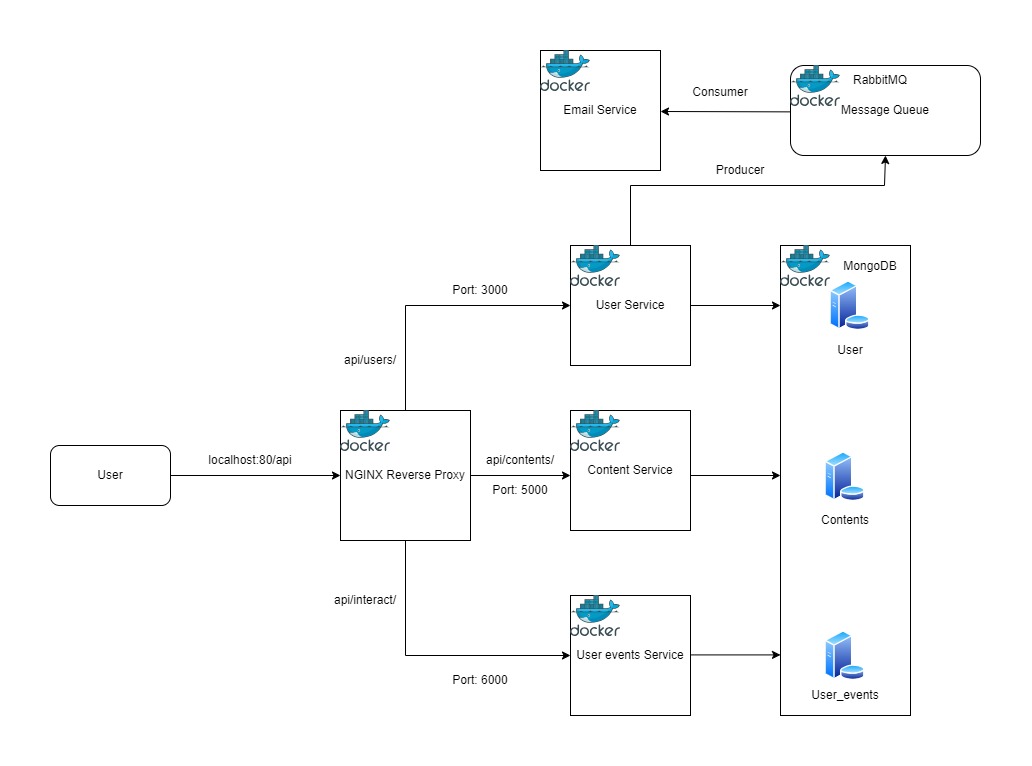 docker
Email Service
Consumer
docker
RabbitMQ
Message Queue
Producer
docker
User Service
Port: 3000
api/users/
docker
MongoDB
User
User
localhost:80/api
docker
NGINX Reverse Proxy
api/contents/
Port: 5000
docker
Content Service
Contents
api/interact/
Port: 6000
docker
User events Service
User_events